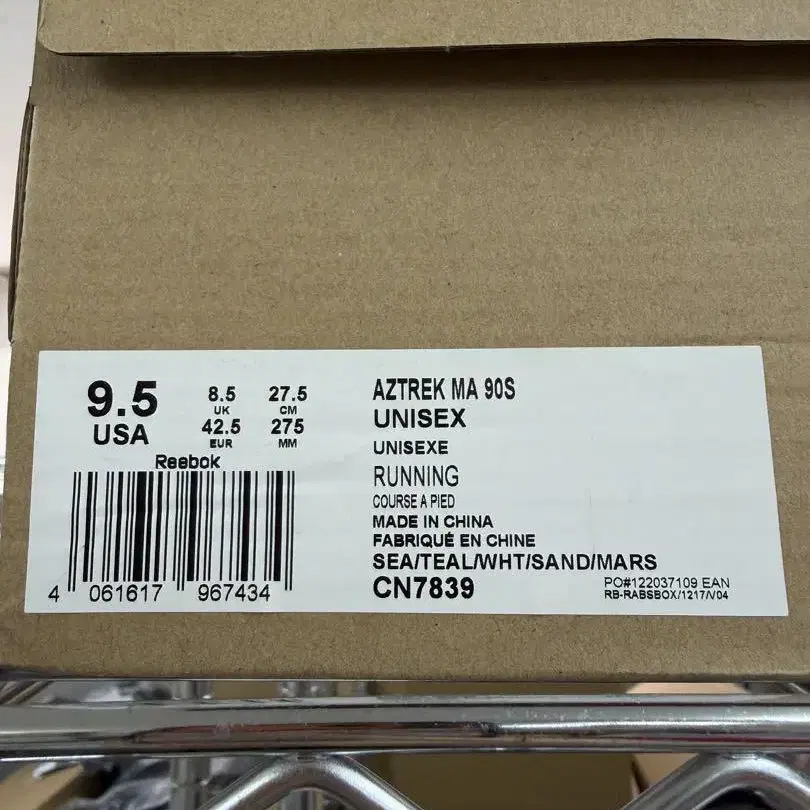 9.5
USA
8.5
UK
27.5
CM
42.5
EUR
275
MM
Reebok
4 061617 967434
AZTREK MA 90S
UNISEX
UNISEXE
RUNNING
COURSE A PIED
MADE IN CHINA
FABRIQUÉ EN CHINE
SEA/TEAL/WHT/SAND/MARS
CN7839
PO#122037109 EAN
RB-RABSBOX/1217/V04